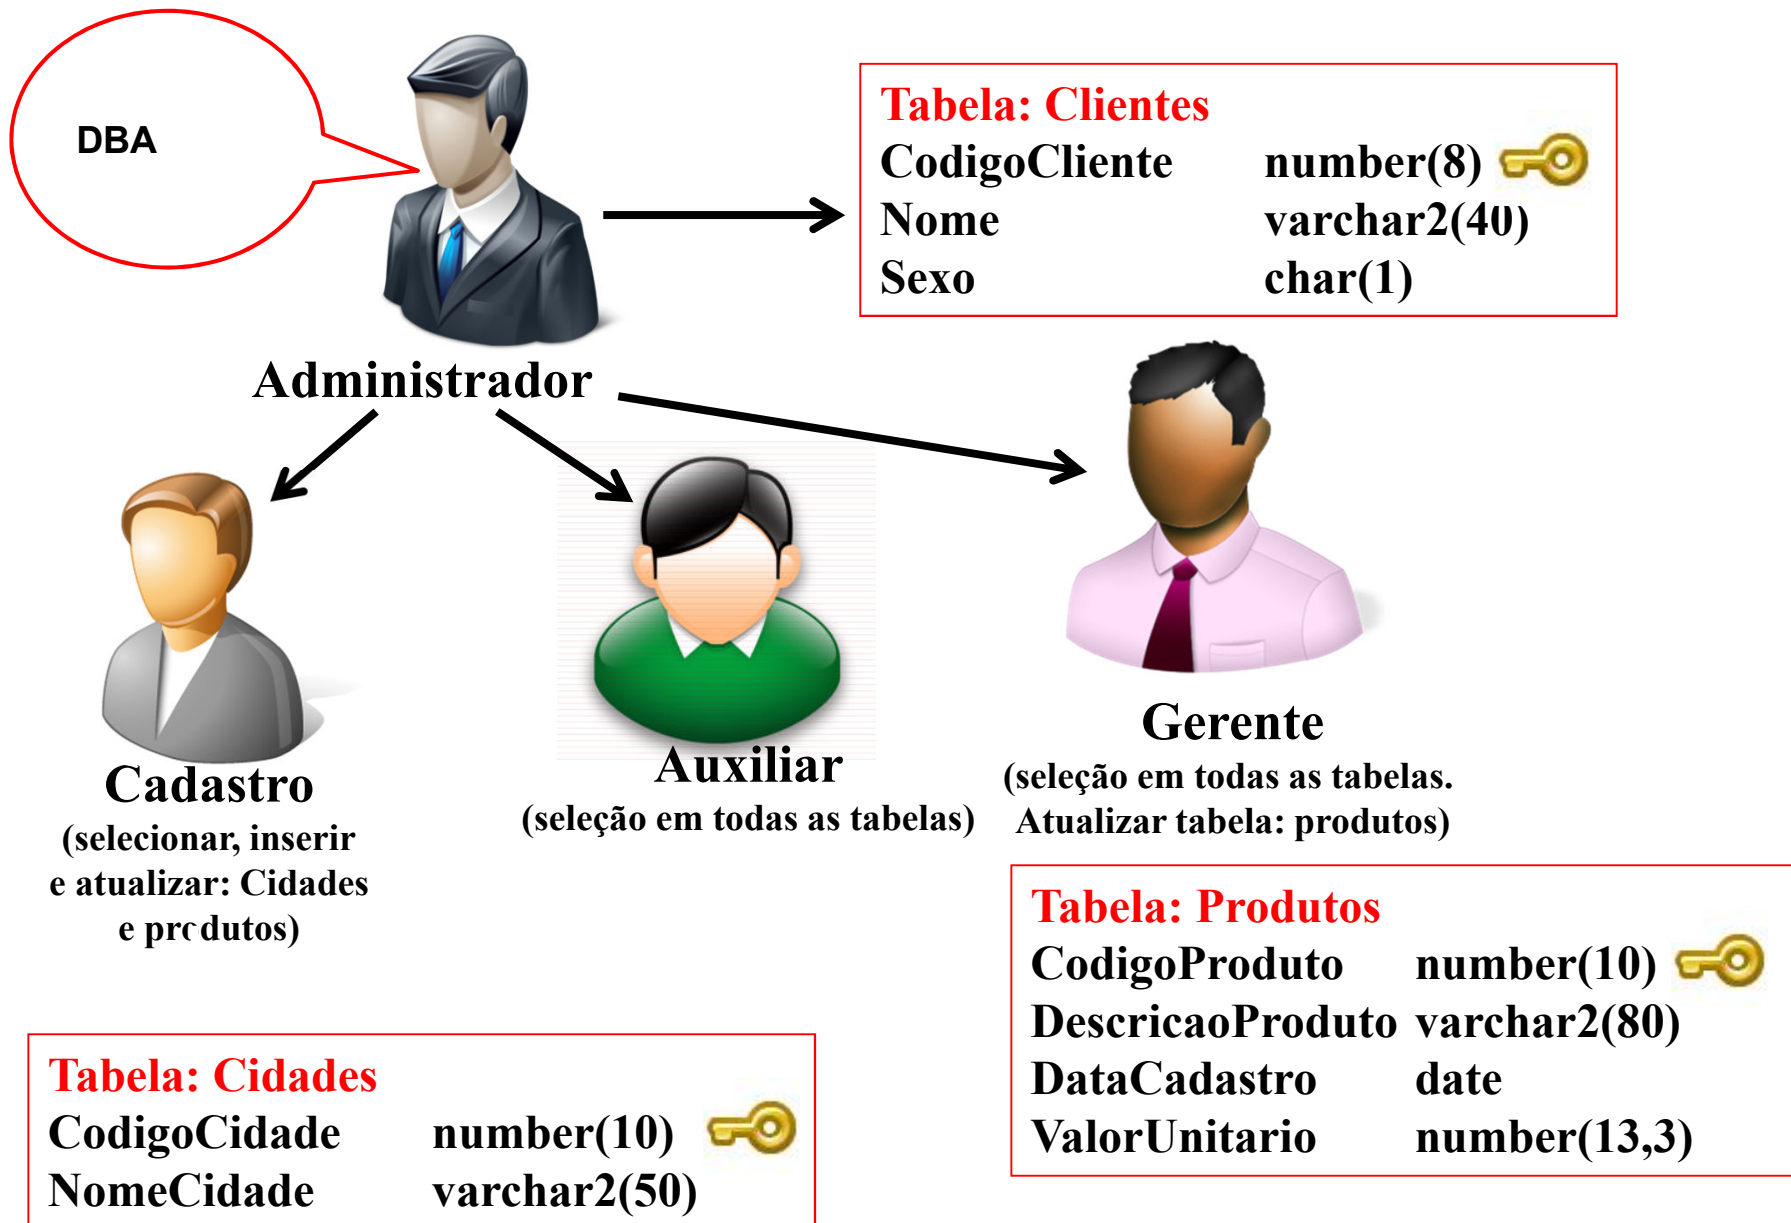 DBA
Tabela: Clientes
CodigoCliente number(8)
Nome varchar2(40)
Sexo char(1)
Administrador
Cadastro
(selecionar, inserir
e atualizar: Cidades
e produtos)
Auxiliar
(seleção em todas as tabelas)
Gerente
(seleção em todas as tabelas.
Atualizar tabela: produtos)
Tabela: Produtos
CodigoProduto number(10)
DescricaoProduto varchar2(80)
DataCadastro date
ValorUnitario number(13,3)
Tabela: Cidades
CodigoCidade number(10)
NomeCidade varchar2(50)